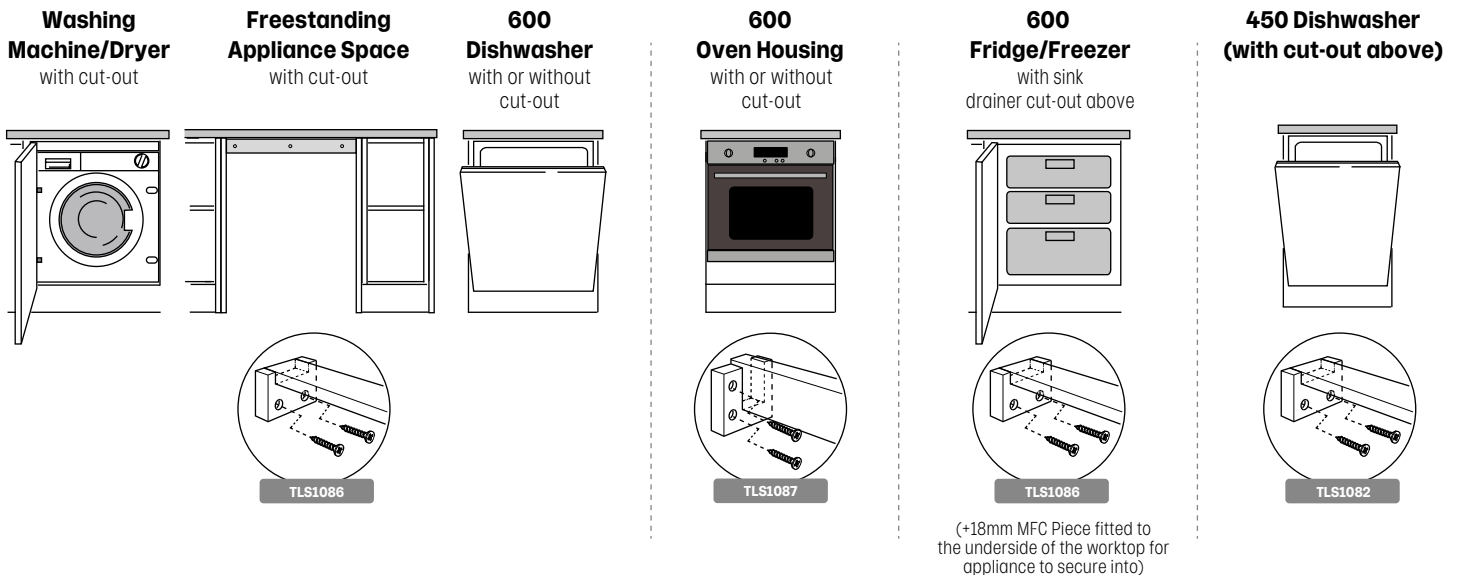 Washing
Machine/Dryer
with cut-out
Freestanding
Appliance Space
with cut-out
600
Dishwasher
with or without
cut-out
TLS1086
600
Oven Housing
with or without
cut-out
TLS1087
600
Fridge/Freezer
with sink
drainer cut-out above
TLS1086
(+18mm MFC Piece fitted to
the underside of the worktop for
appliance to secure into)
450 Dishwasher
(with cut-out above)
TLS1082